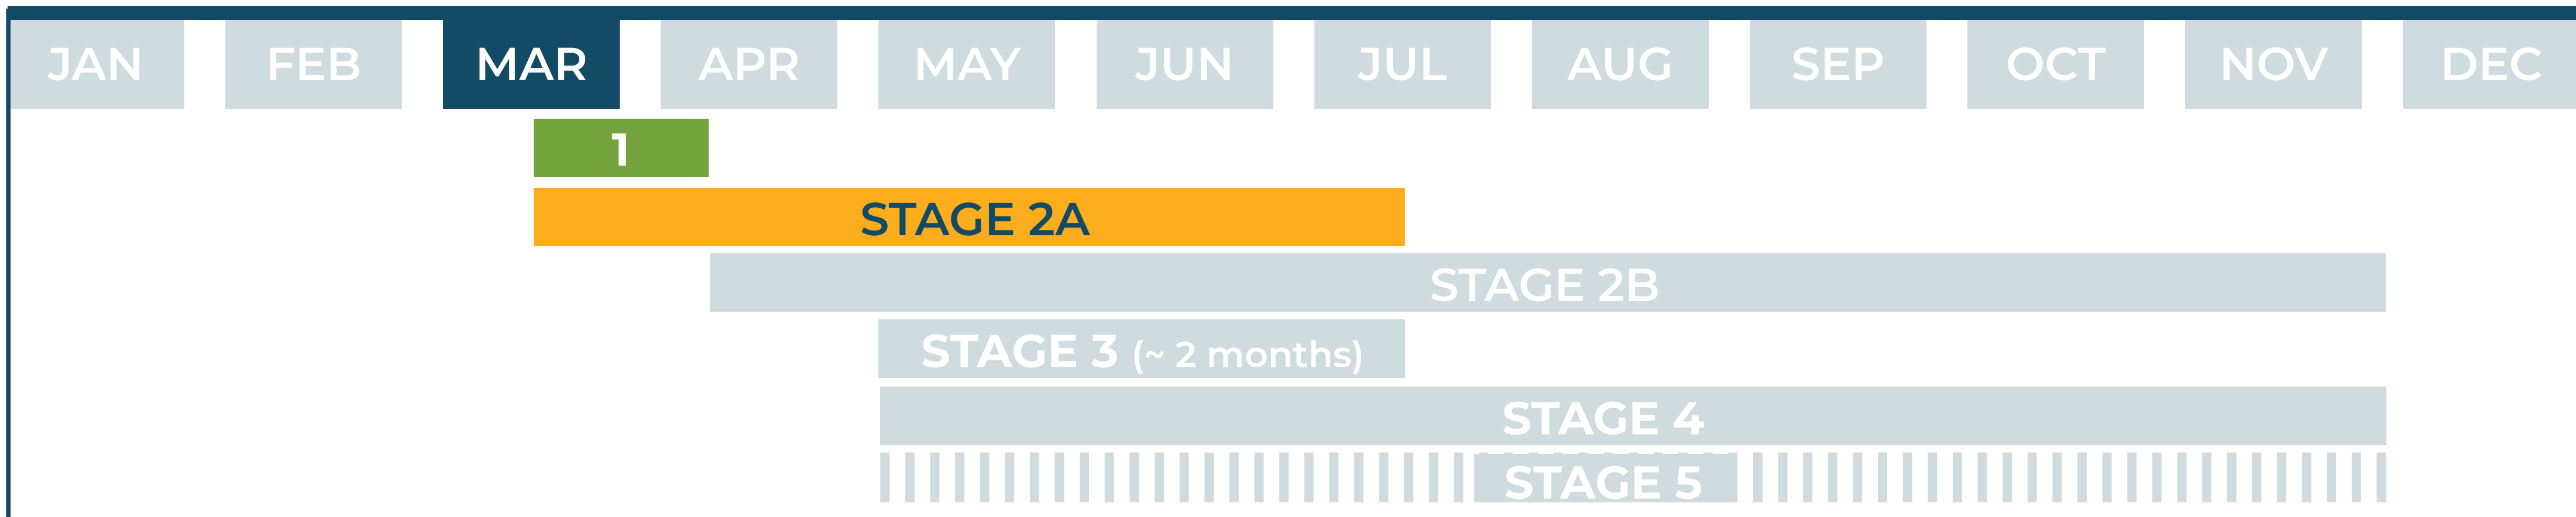 JAN FEB MAR APR MAY JUN JUL AUG SEP OCT NOV DEC
1
STAGE 2A
STAGE 2B
STAGE 3 (~ 2 months)
STAGE 4
STAGE 5